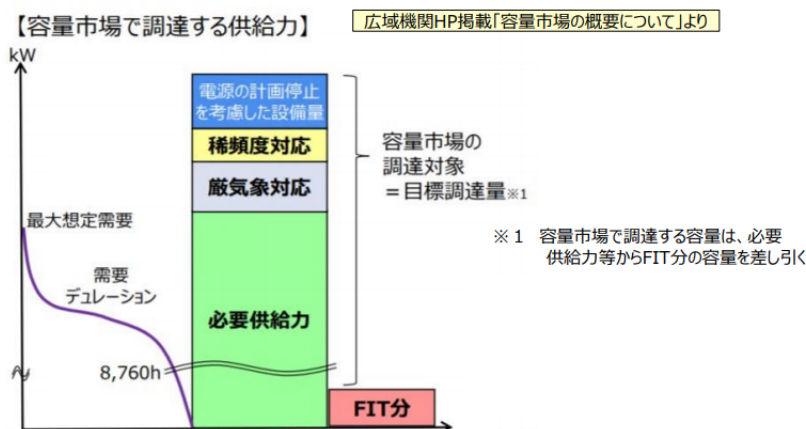 【容量市場で調達する供給力】
広域機関HP掲載「容量市場の概要について」より
kW
電源の計画停止
を考慮した設備量
稀頻度対応
厳気象対応
容量市場の
調達対象
＝目標調達量※1
最大想定需要
※１　容量市場で調達する容量は、必要
供給力等からFIT分の容量を差し引く
需要
デュレーション
必要供給力
8,760h
FIT分